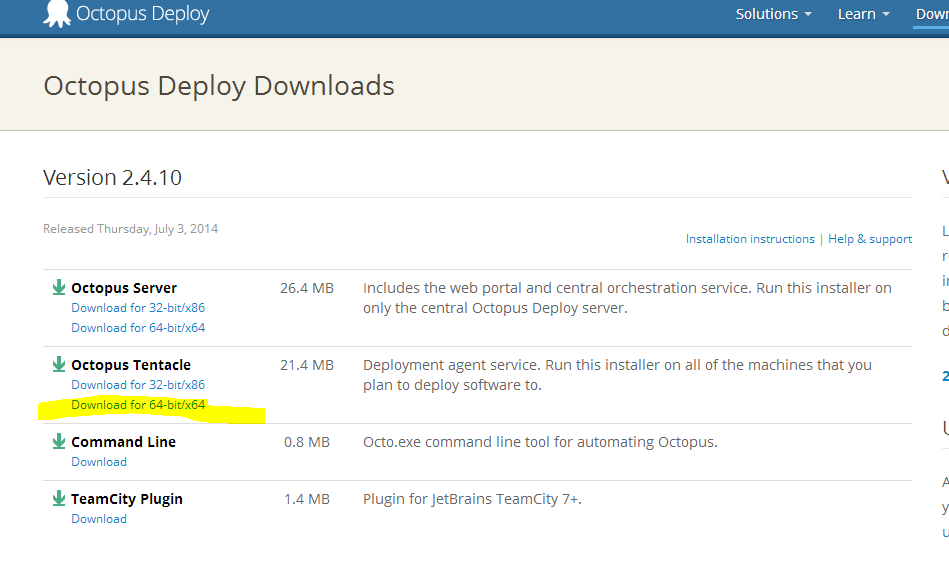 Octopus Deploy
Solutions Learn
Octopus Deploy Downloads
Version 2.4.10
Released Thursday, July 3, 2014
Installation instructions | Help & support
Octopus Server 26.4 MB Includes the web portal and central orchestration service. Run this installer on
Download for 32-bit/x86 only the central Octopus Deploy server.
Download for 64-bit/x64
Octopus Tentacle 21.4 MB Deployment agent service. Run this installer on all of the machines that you
Download for 32-bit/x86 plan to deploy software to.
Download for 64-bit/x64
Command Line 0.8 MB Octo.exe command line tool for automating Octopus.
Download
TeamCity Plugin 1.4 MB Plugin for JetBrains TeamCity 7+.
Download